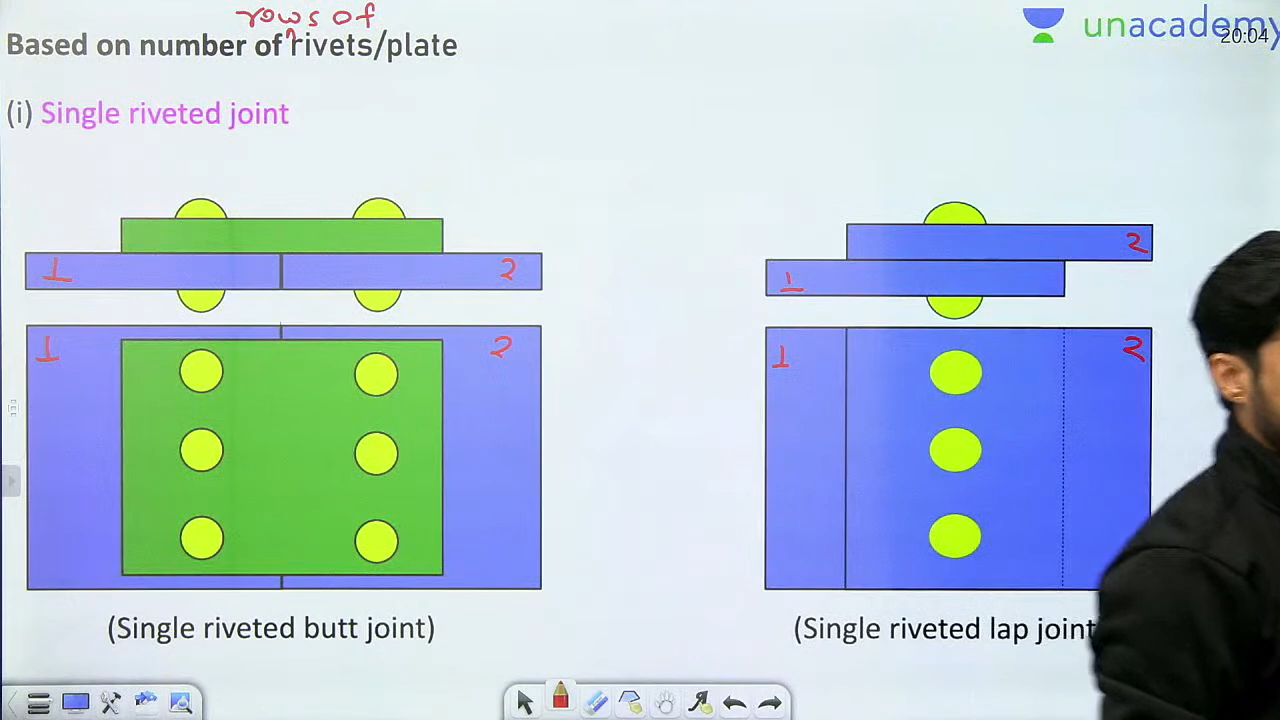 rows of
Based on number of ^ rivets/plate
unacademy
20:04
(i) Single riveted joint
1 2
2
1
1 2
1 2
(Single riveted butt joint)
(Single riveted lap joint